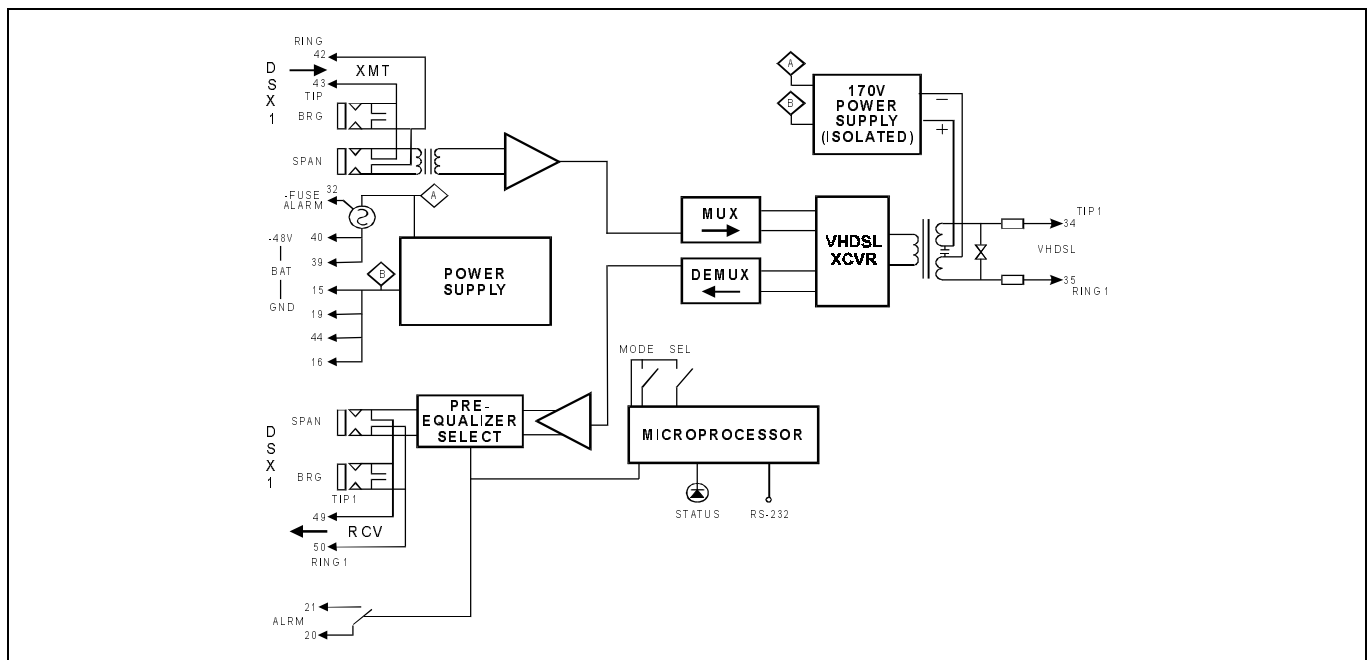 RING
42
XMT
43
TIP
DSX1
BRG
SPAN
-FUSE
ALARM
32
A
-48V
40
39
BAT
B
15
GND
19
44
16
POWER
SUPPLY
A
B
170V
POWER
SUPPLY
(ISOLATED)
–
+
MUX
DEMUX
VHDSL
XCVR
TIP1
34
VHDSL
35
RING1
MODE
SEL
MICROPROCESSOR
STATUS
RS-232
PRE-
EQUALIZER
SELECT
SPAN
DSX1
BRG
TIP1
49
RCV
50
RING1
21
ALRM
20